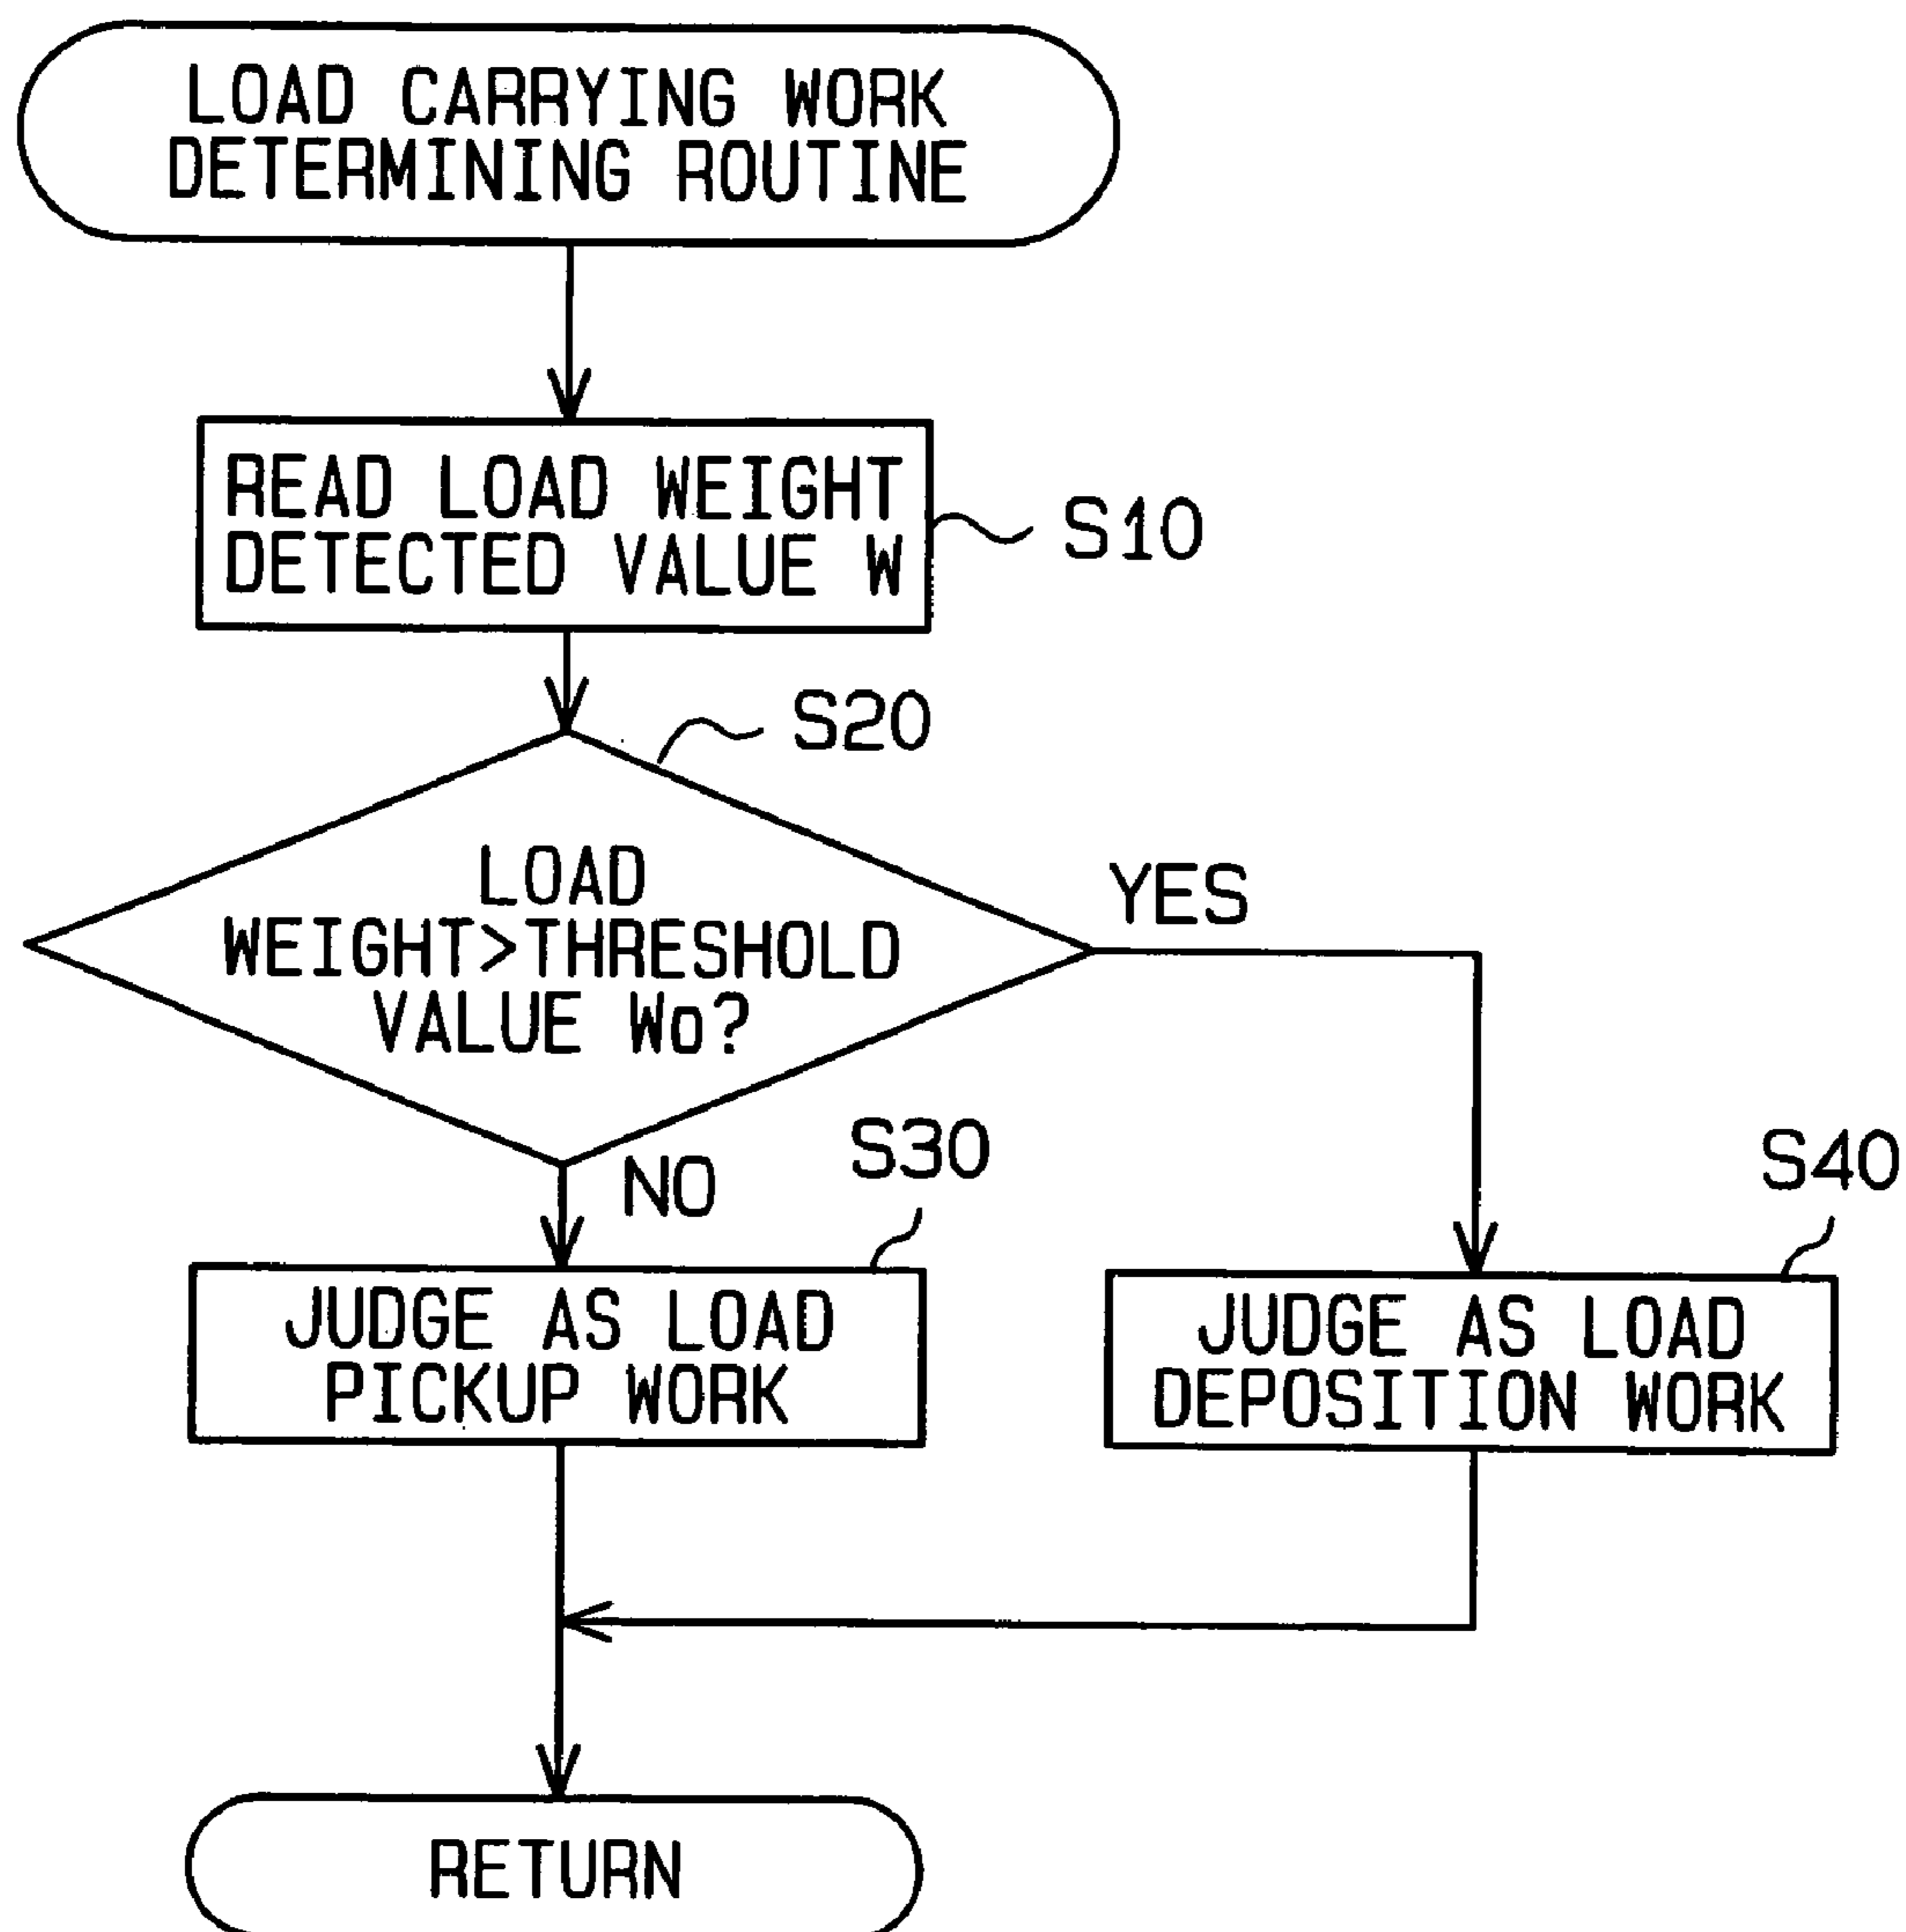 LOAD CARRYING WORK
DETERMINING ROUTINE
READ LOAD WEIGHT
DETECTED VALUE W
S10
S20
LOAD
WEIGHT>THRESHOLD
VALUE Wo?
YES
NO
S30
S40
JUDGE AS LOAD
PICKUP WORK
JUDGE AS LOAD
DEPOSITION WORK
RETURN